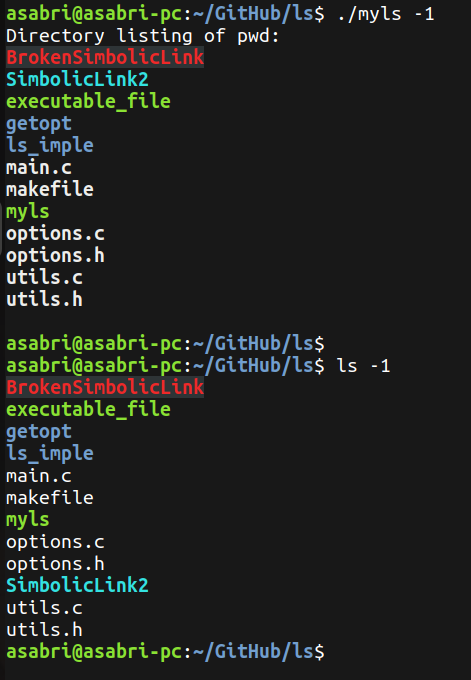 asabri@asabri-pc:~/GitHub/ls$ ./myls -1
Directory listing of pwd:
BrokenSimbolicLink
SimbolicLink2
executable_file
getopt
ls_imple
main.c
makefile
myls
options.c
options.h
utils.c
utils.h
asabri@asabri-pc:~/GitHub/ls$
asabri@asabri-pc:~/GitHub/ls$ ls -1
BrokenSimbolicLink
executable_file
getopt
ls_imple
main.c
makefile
myls
options.c
options.h
SimbolicLink2
utils.c
utils.h
asabri@asabri-pc:~/GitHub/ls$